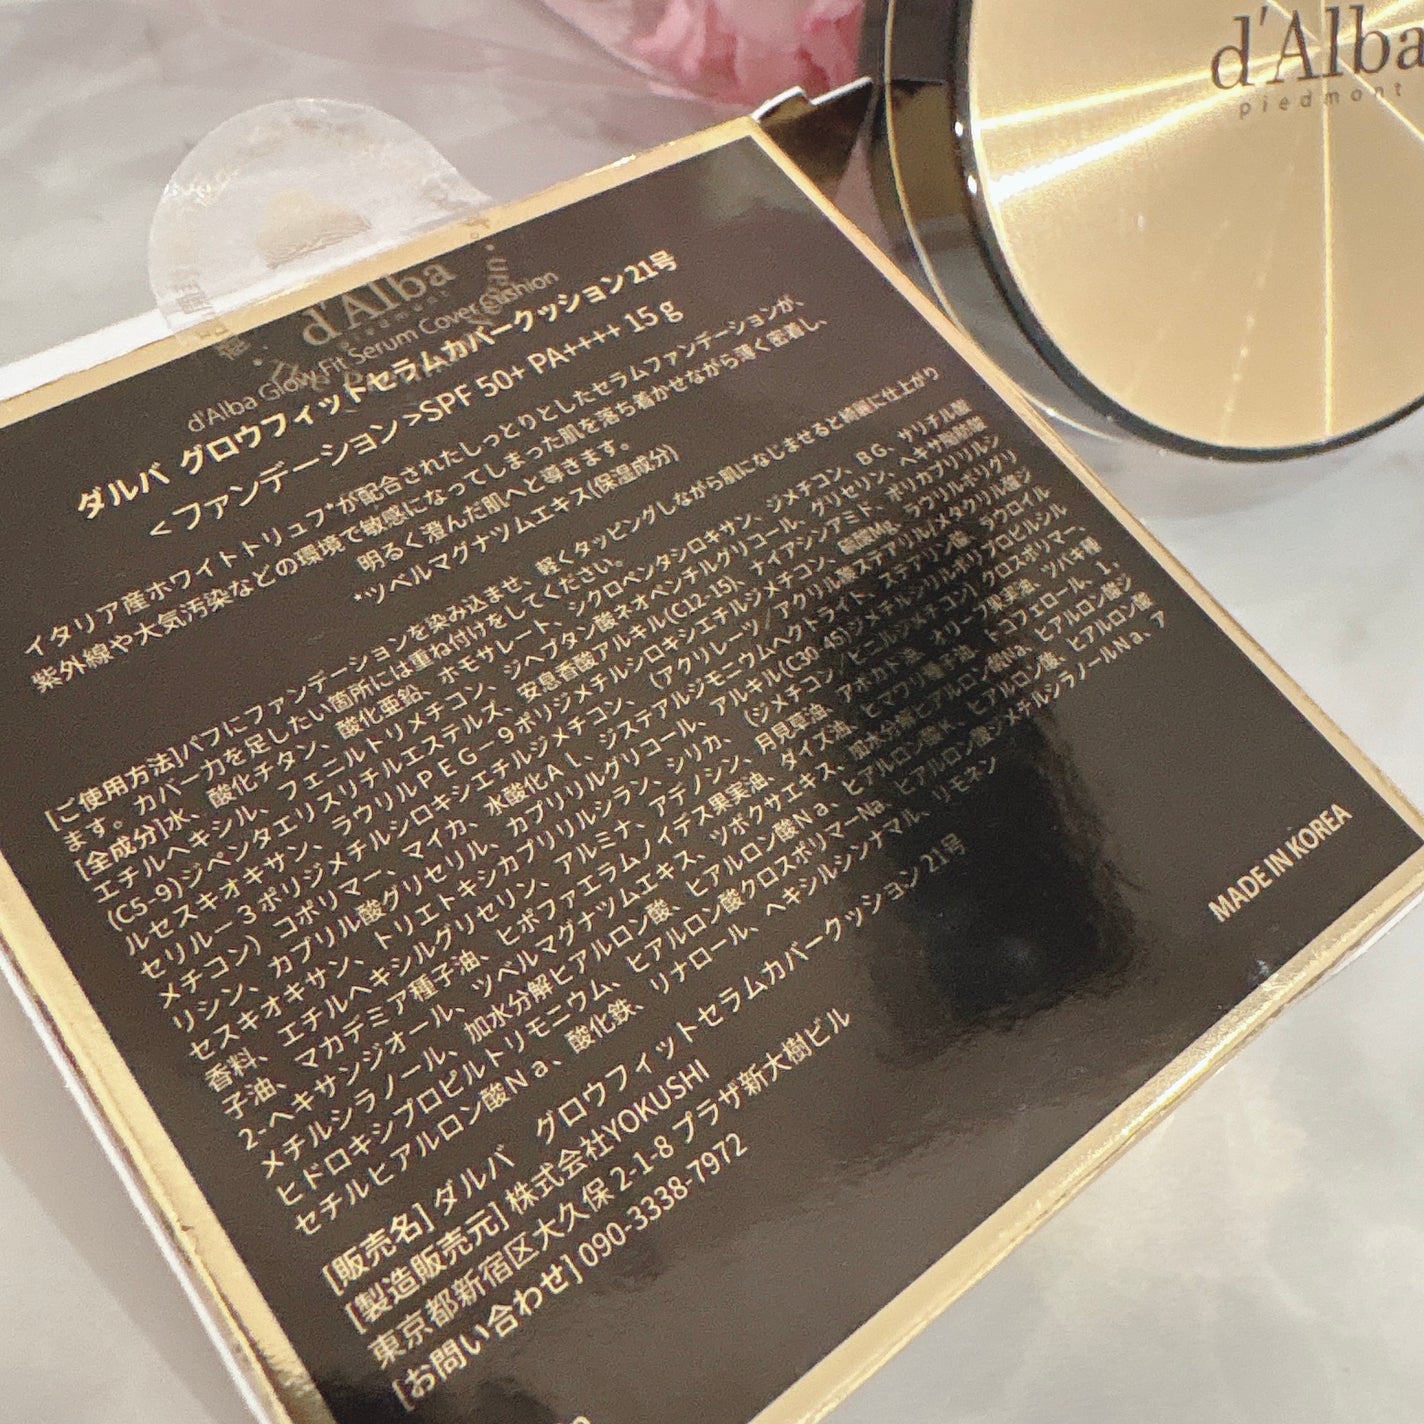 d'Alba
piedmont
d'Alba
piedmont
d'Alba Glow Fit Serum Cover Cushion
ダルバ グロウフィットセラムカバークッション21号
<ファンデーション>SPF 50+ PA++++ 15 g
イタリア産ホワイトトリュフ*が配合されたしっとりとしたセラムファンデーションが、
紫外線や大気汚染などの環境で敏感になってしまった肌を落ち着かせながら薄く密着し、
明るく澄んだ肌へと導きます。
*ツベルマグナツムエキス(保湿成分)
[ご使用方法]パフにファンデーションを染み込ませ、軽くタッピングしながら肌になじませると綺麗に仕上がり
ます。カバー力を足したい箇所には重ね付けをしてください。
[全成分]水、酸化チタン、酸化亜鉛、ホモサレート、シクロペンタシロキサン、ジメチコン、BG、サリチル酸
エチルヘキシル、フェニルトリメチコン、ジヘプタン酸ネオペンチルグリコール、グリセリン、ヘキサ脂肪酸
(C5-9)ジペンタエリスリチルエステルズ、安息香酸アルキル(C12-15)、ナイアシンアミド、ポリカプリリルシ
ルセスキオキサン、ラウリルPEG-9ポリジメチルシロキシエチルジメチコン、硫酸Mg、ラウリルポリグリ
セリル-3ポリジメチルシロキシエチルジメチコン、(アクリレーツ/アクリル酸ステアリル/メタクリル酸ジ
メチコン)コポリマー、マイカ、水酸化Al、ジステアルジモニウムヘクトライト、ステアリン酸、ラウロイル
リシン、カプリル酸グリセリル、カプリリルグリコール、アルキル(C30-45)ジメチルシリルポリプロピルシル
セスキオキサン、トリエトキシカプリリルシラン、シリカ、(ジメチコン/ビニルジメチコン)クロスポリマー、
香料、エチルヘキシルグリセリン、アルミナ、アデノシン、月見草油、アボカド油、オリーブ果実油、ツバキ種
子油、マカデミア種子油、ヒポファエラムノイデス果実油、ダイズ油、ヒマワリ種子油、トコフェロール、1,
2-ヘキサンジオール、ツベルマグナツムエキス、ツボクサエキス、加水分解ヒアルロン酸Na、ヒアルロン酸ジ
メチルシラノール、加水分解ヒアルロン酸、ヒアルロン酸Na、ヒアルロン酸K、ヒアルロン酸、ヒアルロン酸
ヒドロキシプロピルトリモニウム、ヒアルロン酸クロスポリマーNa、ヒアルロン酸ジメチルシラノールNa、ア
セチルヒアルロン酸Na、酸化鉄、リナロール、ヘキシルシンナマル、リモネン
[販売名] ダルバ グロウフィットセラムカバークッション 21号
[製造販売元] 株式会社YOKUSHI
東京都新宿区大久保 2-1-8 プラザ新大樹ビル
[お問い合わせ] 090-3338-7972
MADE IN KOREA